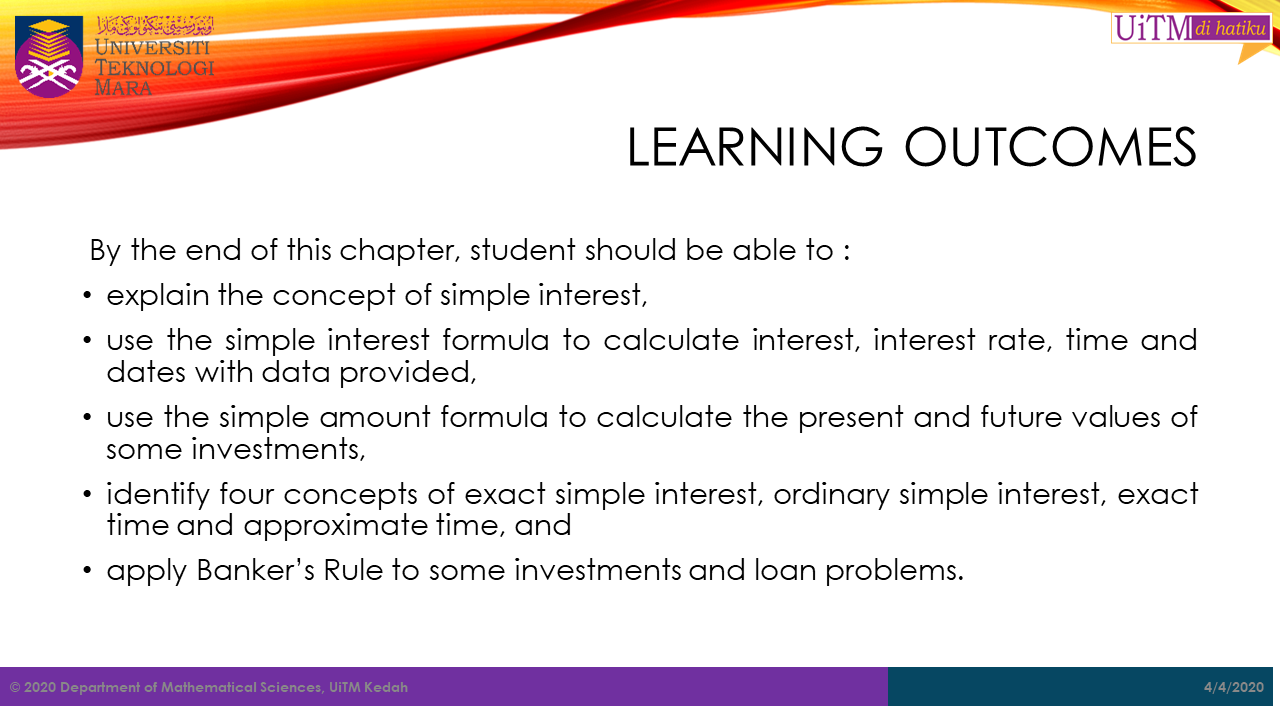 اونيۏرسيتي تيكنولوڬي مارا
UNIVERSITI
TEKNOLOGI
MARA
UiTM di hatiku
LEARNING OUTCOMES
By the end of this chapter, student should be able to :
• explain the concept of simple interest,
• use the simple interest formula to calculate interest, interest rate, time and
dates with data provided,
• use the simple amount formula to calculate the present and future values of
some investments,
• identify four concepts of exact simple interest, ordinary simple interest, exact
time and approximate time, and
• apply Banker’s Rule to some investments and loan problems.
© 2020 Department of Mathematical Sciences, UiTM Kedah
4/4/2020